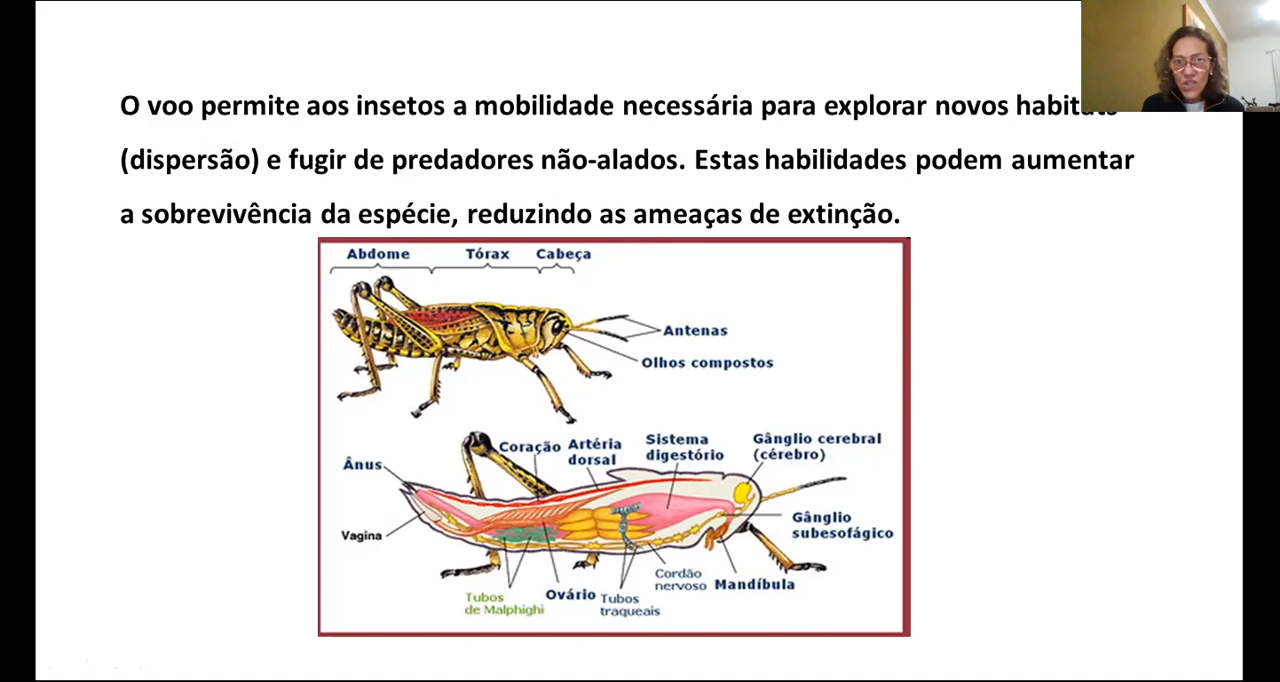 O voo permite aos insetos a mobilidade necessária para explorar novos habitats
(dispersão) e fugir de predadores não-alados. Estas habilidades podem aumentar
a sobrevivência da espécie, reduzindo as ameaças de extinção.
Abdome Tórax Cabeça
Antenas
Olhos compostos
Coração
Artéria
dorsal
Sistema
digestório
Gânglio cerebral
(cérebro)
Ânus
Vagina
Gânglio
subesofágico
Tubos
de Malphighi
Ovário
Tubos
traqueais
Cordão
nervoso
Mandíbula